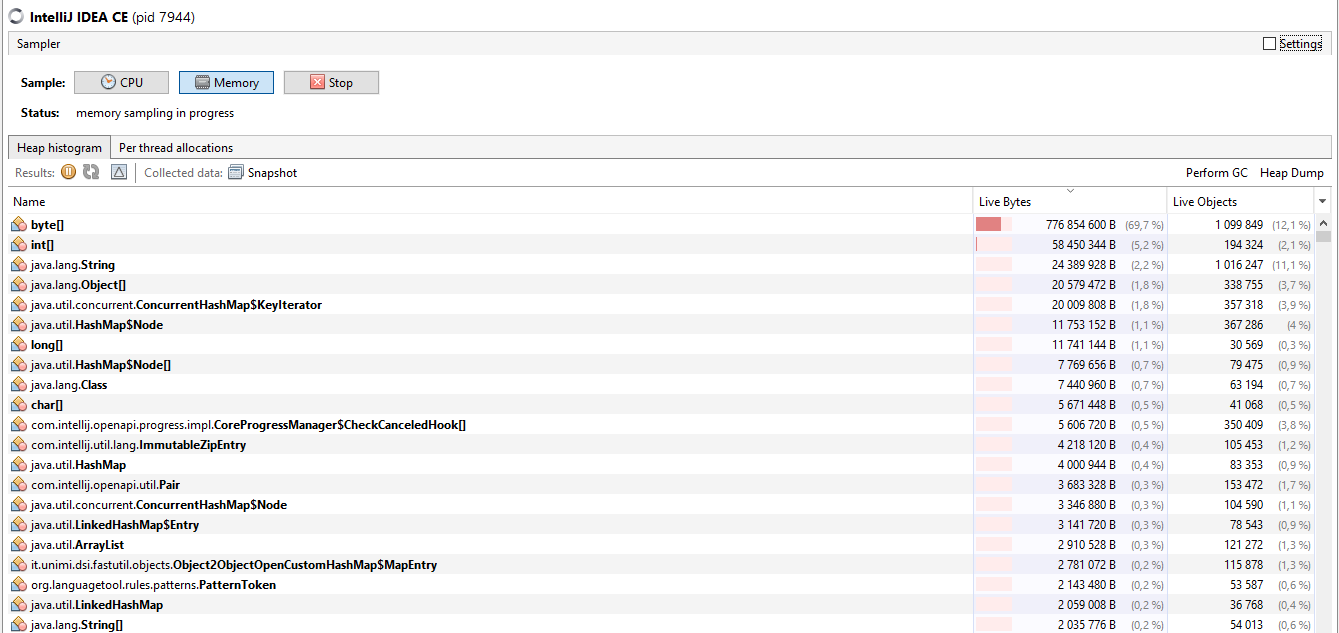 IntelliJ IDEA CE (pid 7944)
Sampler Settings
Sample: CPU Memory Stop
Status: memory sampling in progress
Heap histogram Per thread allocations
Results: Collected data: Snapshot Perform GC Heap Dump
Name Live Bytes Live Objects
byte[] 776 854 600 B (69,7 %) 1 099 849 (12,1 %)
int[] 58 450 344 B (5,2 %) 194 324 (2,1 %)
java.lang.String 24 389 928 B (2,2 %) 1 016 247 (11,1 %)
java.lang.Object[] 20 579 472 B (1,8 %) 338 755 (3,7 %)
java.util.concurrent.ConcurrentHashMap$KeyIterator 20 009 808 B (1,8 %) 357 318 (3,9 %)
java.util.HashMap$Node 11 753 152 B (1,1 %) 367 286 (4 %)
long[] 11 741 144 B (1,1 %) 30 569 (0,3 %)
java.util.HashMap$Node[] 7 769 656 B (0,7 %) 79 475 (0,9 %)
java.lang.Class 7 440 960 B (0,7 %) 63 194 (0,7 %)
char[] 5 671 448 B (0,5 %) 41 068 (0,5 %)
com.intellij.openapi.progress.impl.CoreProgressManager$CheckCanceledHook[] 5 606 720 B (0,5 %) 350 409 (3,8 %)
com.intellij.util.lang.ImmutableZipEntry 4 218 120 B (0,4 %) 105 453 (1,2 %)
java.util.HashMap 4 000 944 B (0,4 %) 83 353 (0,9 %)
com.intellij.openapi.util.Pair 3 683 328 B (0,3 %) 153 472 (1,7 %)
java.util.concurrent.ConcurrentHashMap$Node 3 346 880 B (0,3 %) 104 590 (1,1 %)
java.util.LinkedHashMap$Entry 3 141 720 B (0,3 %) 78 543 (0,9 %)
java.util.ArrayList 2 910 528 B (0,3 %) 121 272 (1,3 %)
it.unimi.dsi.fastutil.objects.Object2ObjectOpenCustomHashMap$MapEntry 2 781 072 B (0,2 %) 115 878 (1,3 %)
org.languagetool.rules.patterns.PatternToken 2 143 480 B (0,2 %) 53 587 (0,6 %)
java.util.LinkedHashMap 2 059 008 B (0,2 %) 36 768 (0,4 %)
java.lang.String[] 2 035 776 B (0,2 %) 54 013 (0,6 %)